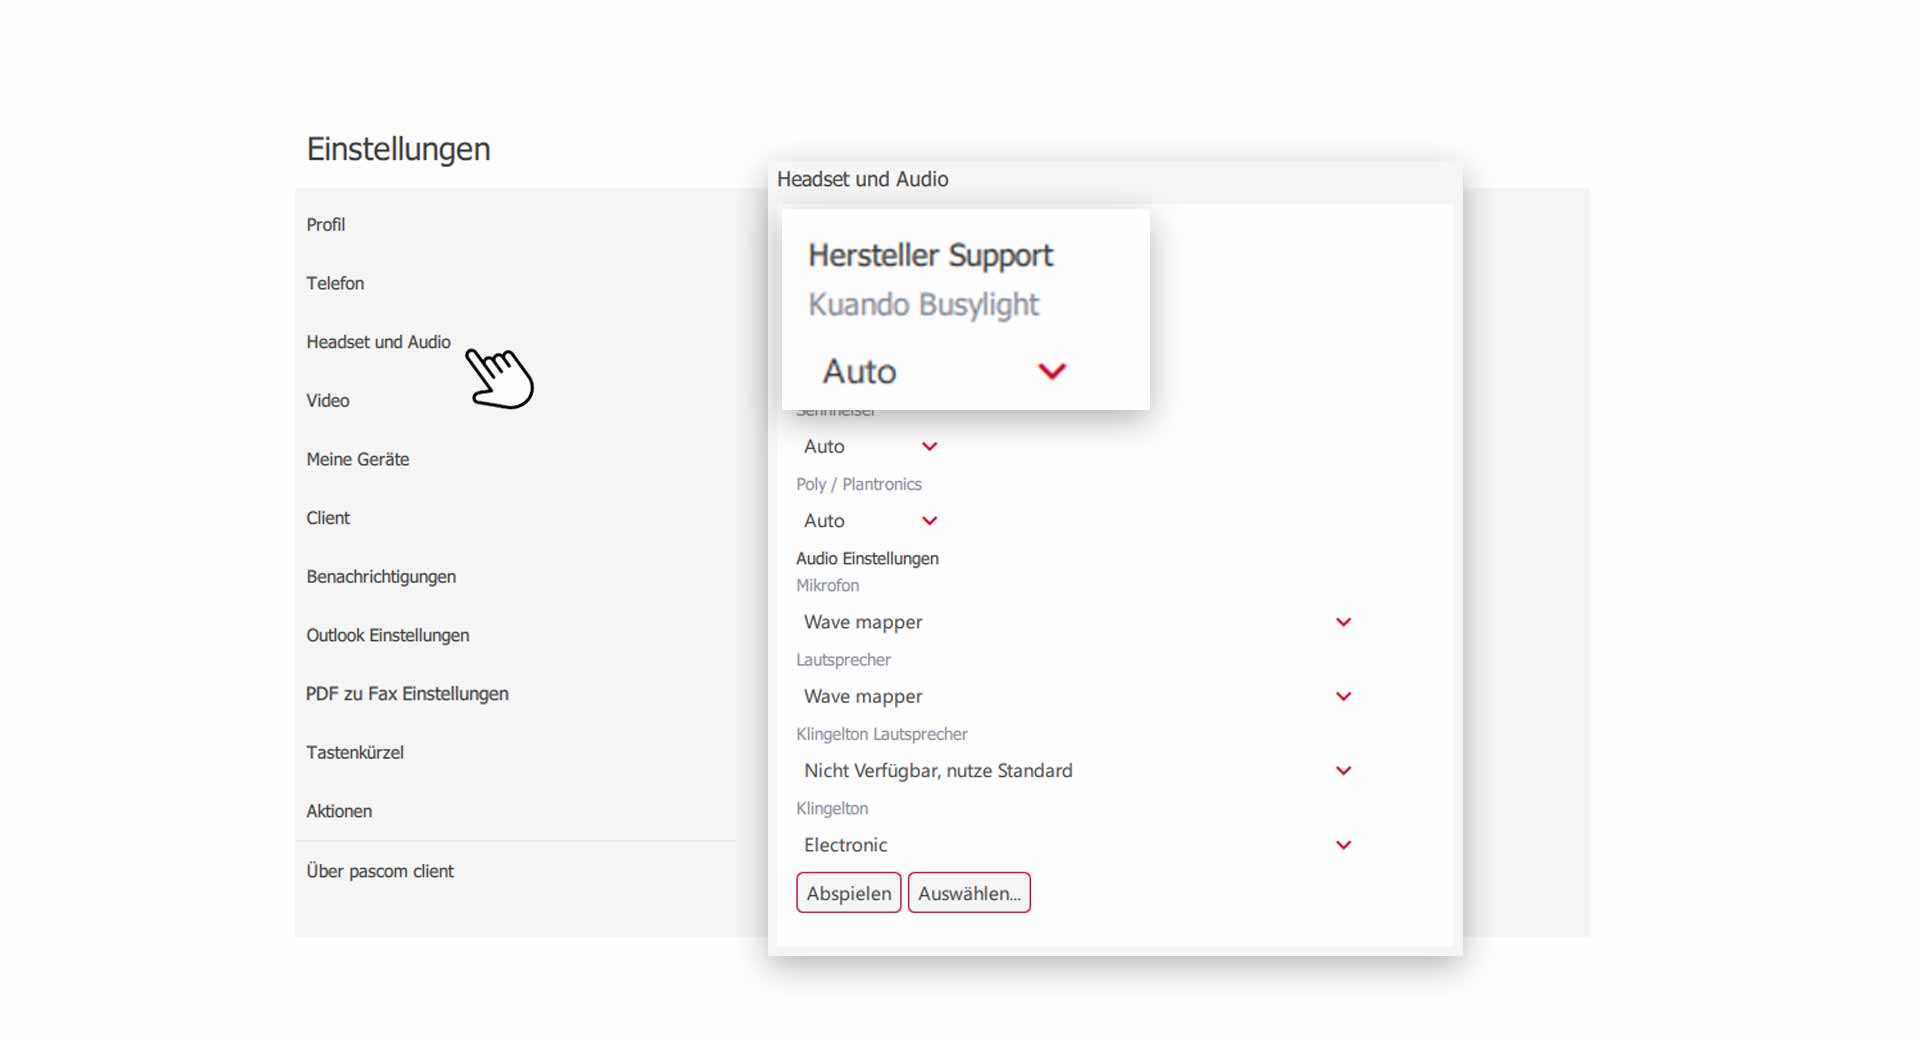 Einstellungen
Profil
Telefon
Headset und Audio
Video
Meine Geräte
Client
Benachrichtigungen
Outlook Einstellungen
PDF zu Fax Einstellungen
Tastenkürzel
Aktionen
Über pascom client
Headset und Audio
Hersteller Support
Kuando Busylight
Auto
Sennheiser
Auto
Poly / Plantronics
Auto
Audio Einstellungen
Mikrofon
Wave mapper
Lautsprecher
Wave mapper
Klingelton Lautsprecher
Nicht Verfügbar, nutze Standard
Klingelton
Electronic
Abspielen
Auswählen...